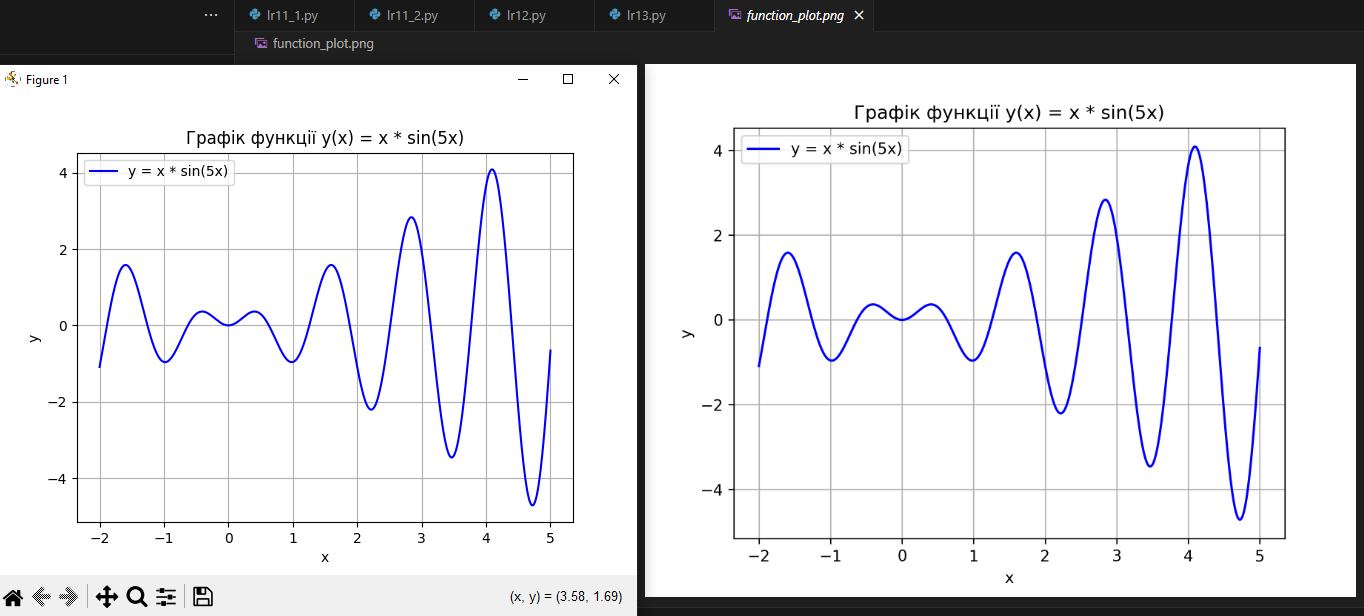 ... lr11_1.py lr11_2.py lr12.py lr13.py function_plot.png
function_plot.png
Figure 1
Графік функції y(x) = x * sin(5x)
y = x * sin(5x)
4
2
0
−2
−4
y
−2 −1 0 1 2 3 4 5
x
(x, y) = (3.58, 1.69)
Графік функції y(x) = x * sin(5x)
y = x * sin(5x)
4
2
0
−2
−4
y
−2 −1 0 1 2 3 4 5
x